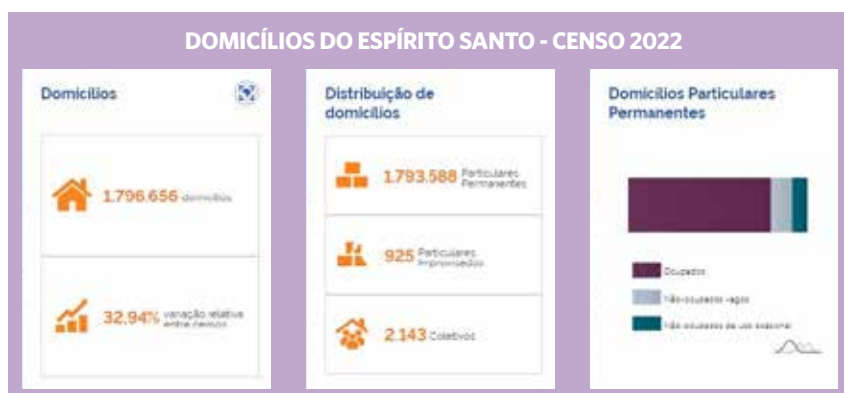 DOMICÍLIOS DO ESPÍRITO SANTO - CENSO 2022
Domicílios
1.796.656 domicílios
32,94% variação relativa
entre censos
Distribuição de
domicílios
1.793.588 Particulares
Permanentes
925 Particulares
Improvisados
2.143 Coletivos
Domicílios Particulares
Permanentes
Ocupados
Não-ocupados vagos
Não-ocupados de uso ocasional